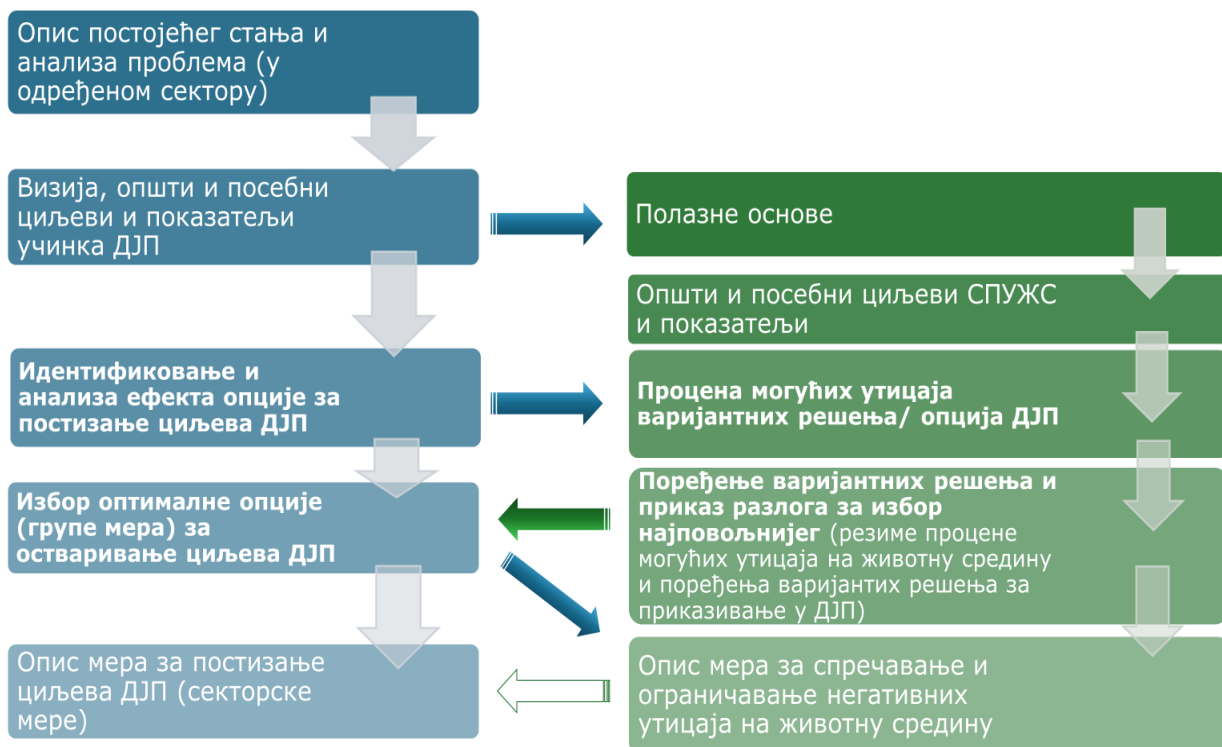 Опис постојећег стања и
анализа проблема (у
одређеном сектору)
Визија, општи и посебни
циљеви и показатељи
учинка ДЈП
Идентификовање и
анализа ефекта опције за
постизање циљева ДЈП
Избор оптималне опције
(групе мера) за
остваривање циљева ДЈП
Опис мера за постизање
циљева ДЈП (секторске
мере)
Полазне основе
Општи и посебни циљеви СПУЖС
и показатељи
Процена могућих утицаја
варијантних решења/ опција ДЈП
Поређење варијантних решења и
приказ разлога за избор
најповољнијег (резиме процене
могућих утицаја на животну средину
и поређења варијантих решења за
приказивање у ДЈП)
Опис мера за спречавање и
ограничавање негативних
утицаја на животну средину